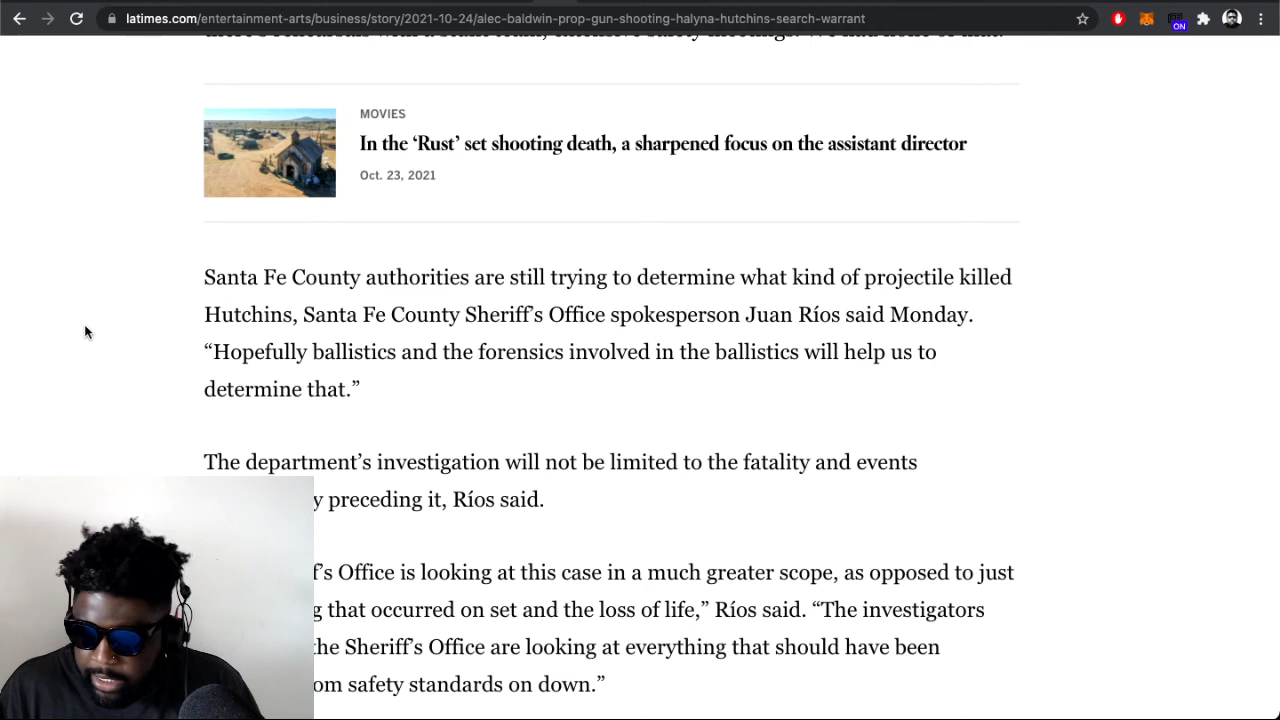 latimes.com/entertainment-arts/business/story/2021-10-24/alec-baldwin-prop-gun-shooting-halyna-hutchins-search-warrant
ON
MOVIES
In the ‘Rust’ set shooting death, a sharpened focus on the assistant director
Oct. 23, 2021
Santa Fe County authorities are still trying to determine what kind of projectile killed
Hutchins, Santa Fe County Sheriff’s Office spokesperson Juan Ríos said Monday.
“Hopefully ballistics and the forensics involved in the ballistics will help us to
determine that.”
The department’s investigation will not be limited to the fatality and events
y preceding it, Ríos said.
f’s Office is looking at this case in a much greater scope, as opposed to just
g that occurred on set and the loss of life,” Ríos said. “The investigators
the Sheriff’s Office are looking at everything that should have been
om safety standards on down.”